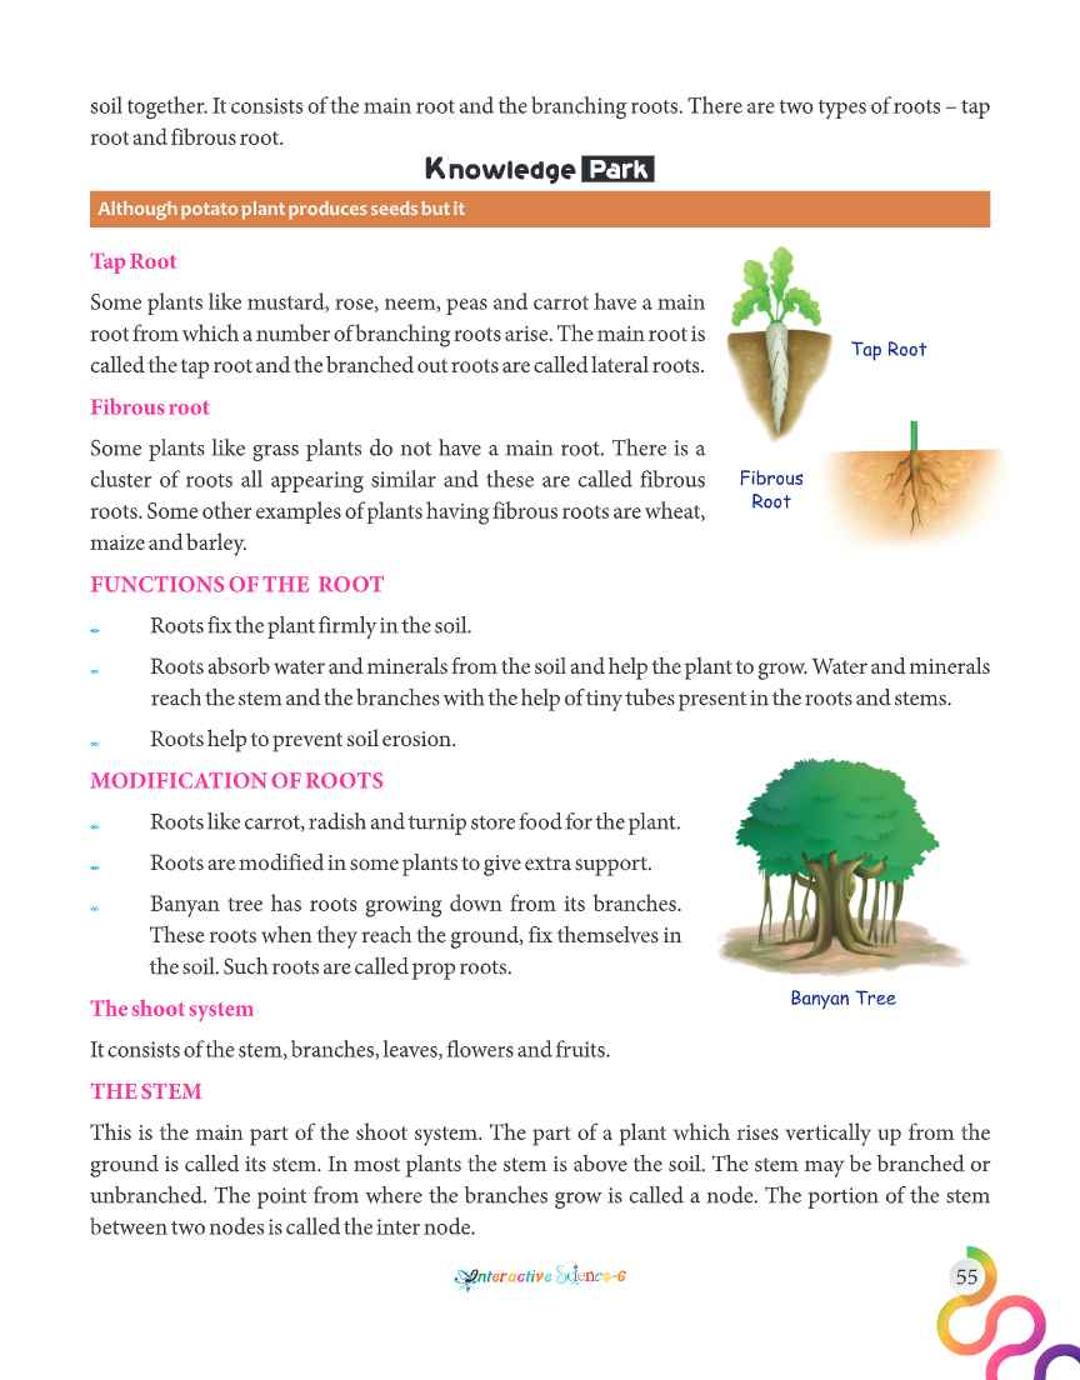 soil together. It consists of the main root and the branching roots. There are two types of roots – tap
root and fibrous root.
Knowledge Park
Although potato plant produces seeds but it
Tap Root
Some plants like mustard, rose, neem, peas and carrot have a main
root from which a number of branching roots arise. The main root is
called the tap root and the branched out roots are called lateral roots.
Tap Root
Fibrous root
Some plants like grass plants do not have a main root. There is a
cluster of roots all appearing similar and these are called fibrous
roots. Some other examples of plants having fibrous roots are wheat,
maize and barley.
Fibrous
Root
FUNCTIONS OF THE ROOT
Roots fix the plant firmly in the soil.
Roots absorb water and minerals from the soil and help the plant to grow. Water and minerals
reach the stem and the branches with the help of tiny tubes present in the roots and stems.
Roots help to prevent soil erosion.
MODIFICATION OF ROOTS
Roots like carrot, radish and turnip store food for the plant.
Roots are modified in some plants to give extra support.
Banyan tree has roots growing down from its branches.
These roots when they reach the ground, fix themselves in
the soil. Such roots are called prop roots.
Banyan Tree
The shoot system
It consists of the stem, branches, leaves, flowers and fruits.
THE STEM
This is the main part of the shoot system. The part of a plant which rises vertically up from the
ground is called its stem. In most plants the stem is above the soil. The stem may be branched or
unbranched. The point from where the branches grow is called a node. The portion of the stem
between two nodes is called the inter node.
Interactive Science-6
55